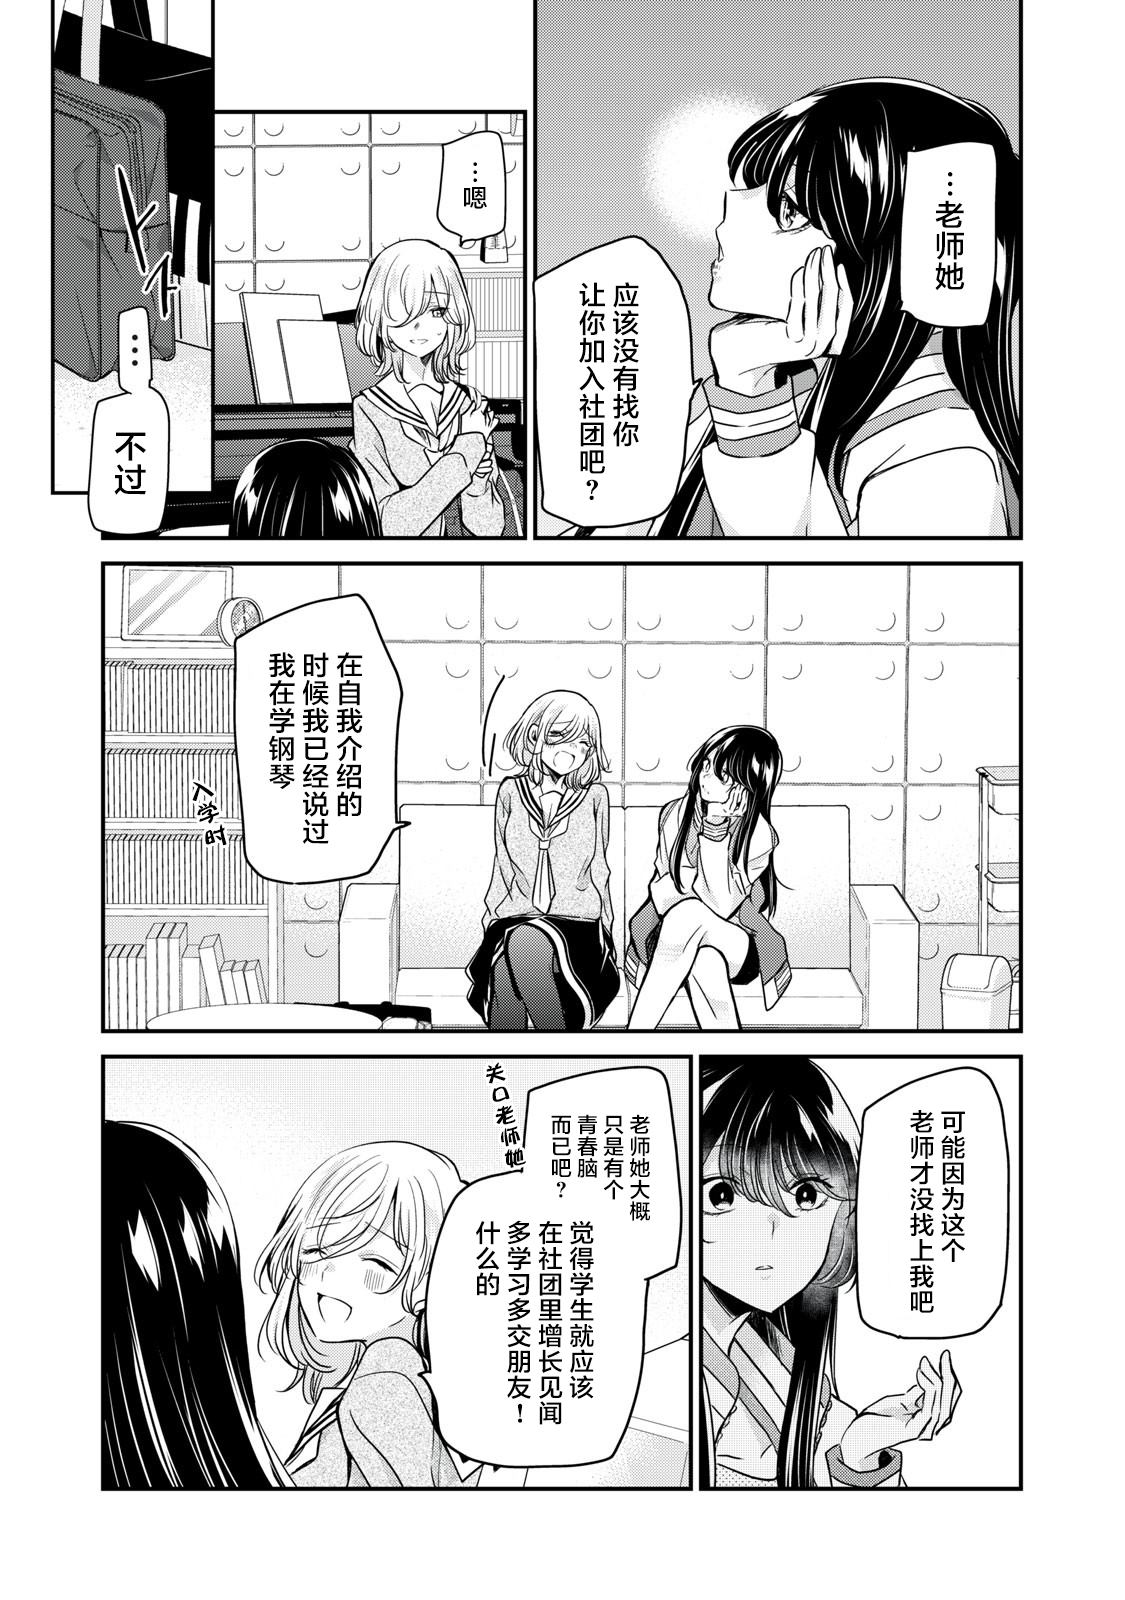 …老师她
应该没有找你
让你加入社团吧?
…嗯
…
不过
在自我介绍的
时候我已经说过
我在学钢琴
入学时
可能因为这个
老师才没找上我吧
老师她大概
只是有个
青春脑
而已吧?
觉得学生就应该
在社团里增长见闻
多学习多交朋友!
什么的
关口老师她